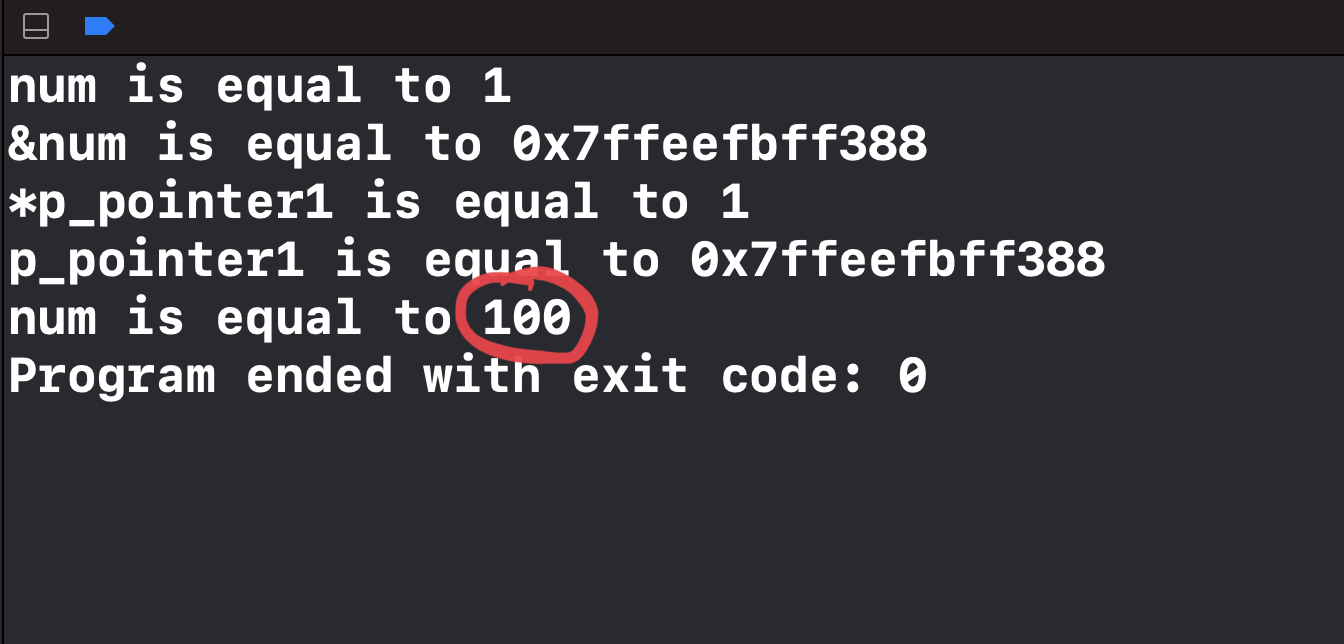 num is equal to 1
&num is equal to 0x7ffeefbff388
*p_pointer1 is equal to 1
p_pointer1 is equal to 0x7ffeefbff388
num is equal to 100
Program ended with exit code: 0